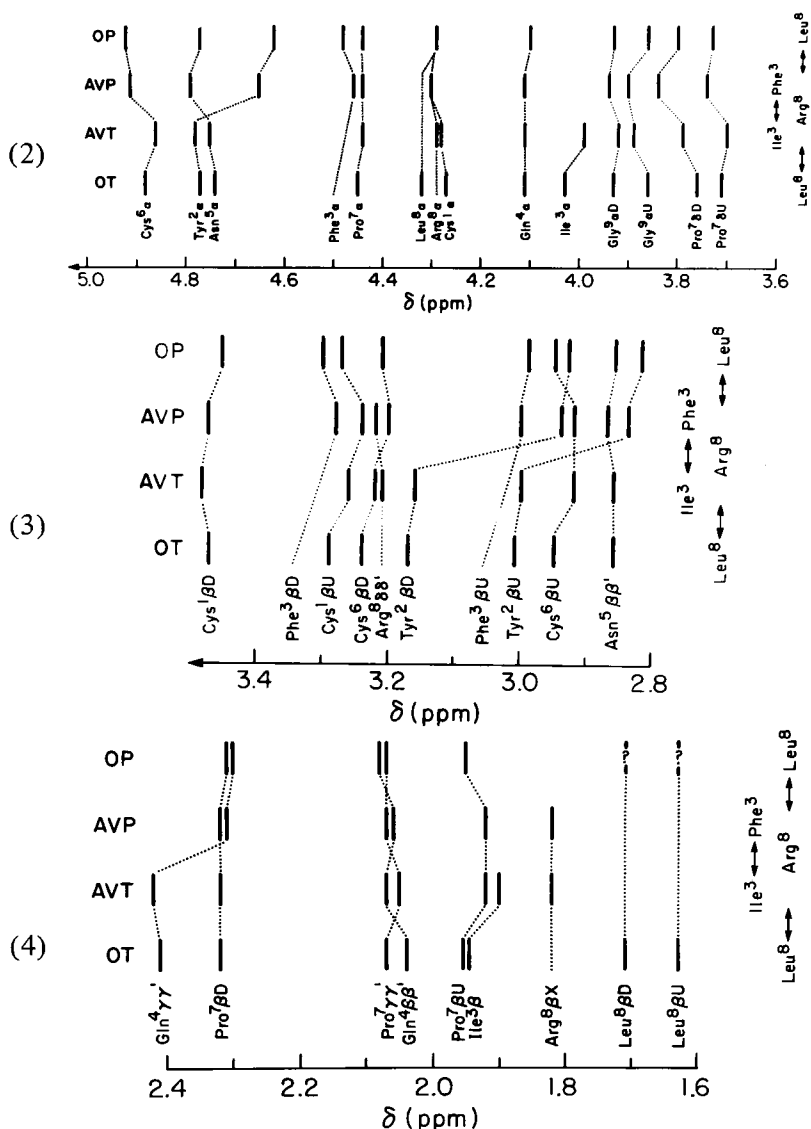 (2)
OP
AVP
AVT
OT
Cys⁶α
Tyr²α
Asn⁵α
Phe³α
Pro⁷α
Leu⁸α
Arg⁸α
Cys¹α
Gln⁴α
Ile³α
Gly⁹αD
Gly⁹αU
Pro⁷δD
Pro⁷δU
Ile³ ↔ Phe³
Leu⁸ ↔ Arg⁸ ↔ Leu⁸
5.0 4.8 4.6 4.4 4.2 4.0 3.8 3.6
δ (ppm)
(3)
OP
AVP
AVT
OT
Cys¹βD
Phe³βD
Cys¹βU
Cys⁶βD
Arg⁸δδ'
Tyr²βD
Phe³βU
Tyr²βU
Cys⁶βU
Asn⁵ββ'
Ile³ ↔ Phe³
Leu⁸ ↔ Arg⁸ ↔ Leu⁸
3.4 3.2 3.0 2.8
δ (ppm)
(4)
OP
? ?
AVP
AVT
OT
Gln⁴γγ'
Pro⁷βD
Pro⁷γγ'
Gln⁴ββ'
Pro⁷βU
Ile³β
Arg⁸βX
Leu⁸βD
Leu⁸βU
Ile³ ↔ Phe³
Leu⁸ ↔ Arg⁸ ↔ Leu⁸
2.4 2.2 2.0 1.8 1.6
δ (ppm)